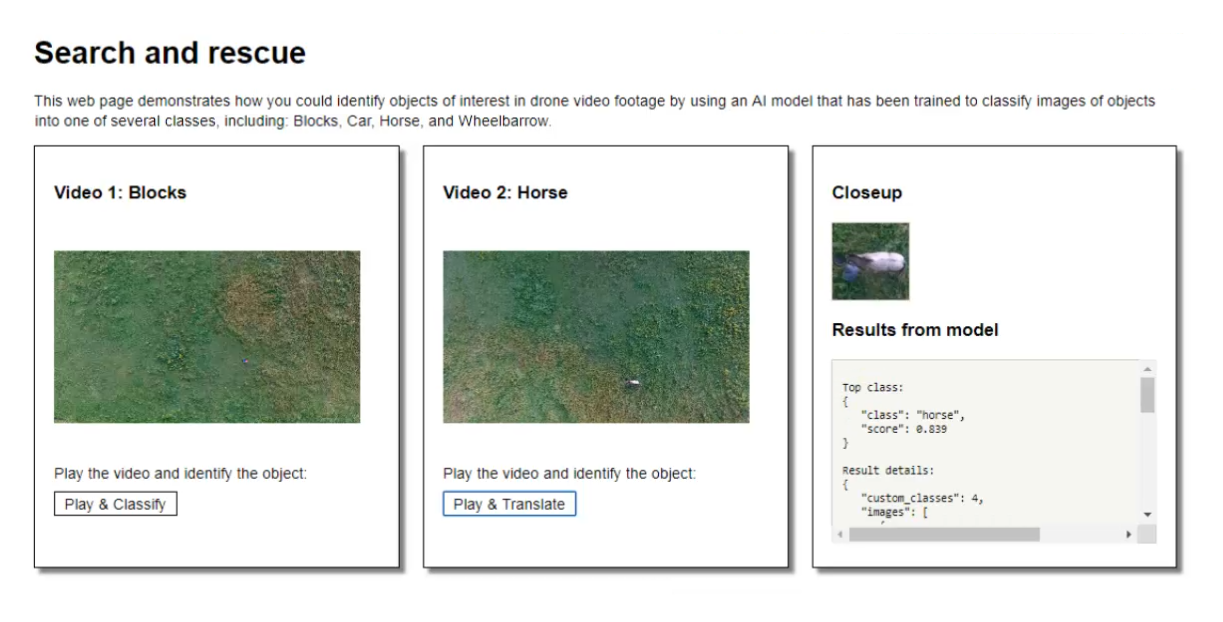 Search and rescue
This web page demonstrates how you could identify objects of interest in drone video footage by using an AI model that has been trained to classify images of objects
into one of several classes, including: Blocks, Car, Horse, and Wheelbarrow.
Video 1: Blocks
Play the video and identify the object:
Play & Classify
Video 2: Horse
Play the video and identify the object:
Play & Translate
Closeup
Results from model
Top class:
{
"class": "horse",
"score": 0.839
}
Result details:
{
"custom_classes": 4,
"images": [